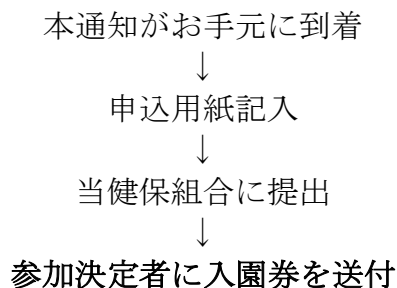 本通知がお手元に到着
↓
申込用紙記入
↓
当健保組合に提出
↓
参加決定者に入園券を送付